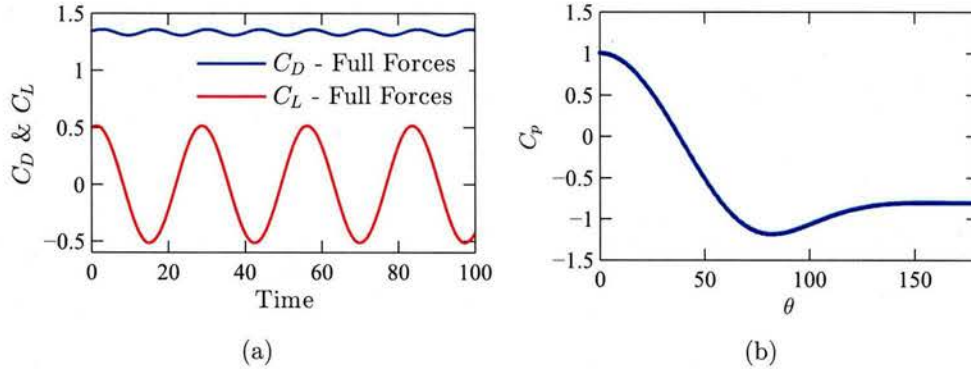 1.5
1
0.5
0
−0.5
C_D & C_L
C_D - Full Forces
C_L - Full Forces
0 20 40 60 80 100
Time
(a)
1.5
1
0.5
0
−0.5
−1
−1.5
C_p
0 50 100 150
θ
(b)